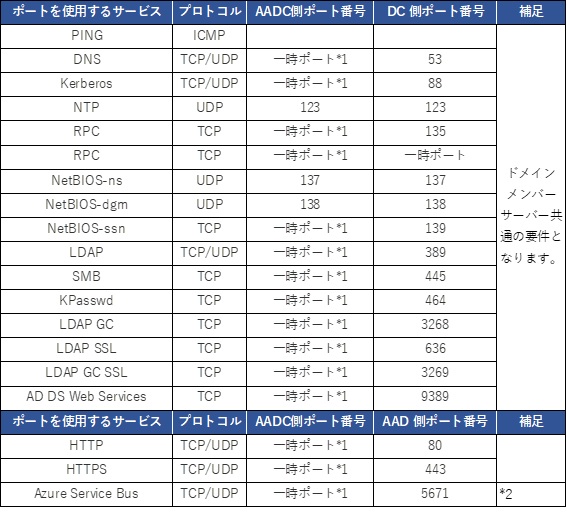 ポートを使用するサービス プロトコル AADC側ポート番号 DC 側ポート番号 補足
PING ICMP
DNS TCP/UDP 一時ポート*1 53
Kerberos TCP/UDP 一時ポート*1 88
NTP UDP 123 123
RPC TCP 一時ポート*1 135
RPC TCP 一時ポート*1 一時ポート
NetBIOS-ns UDP 137 137
NetBIOS-dgm UDP 138 138
NetBIOS-ssn TCP 一時ポート*1 139
LDAP TCP/UDP 一時ポート*1 389
SMB TCP 一時ポート*1 445
KPasswd TCP 一時ポート*1 464
LDAP GC TCP 一時ポート*1 3268
LDAP SSL TCP 一時ポート*1 636
LDAP GC SSL TCP 一時ポート*1 3269
AD DS Web Services TCP 一時ポート*1 9389
ドメイン
メンバー
サーバー共
通の要件と
なります。
ポートを使用するサービス プロトコル AADC側ポート番号 AAD 側ポート番号 補足
HTTP TCP/UDP 一時ポート*1 80
HTTPS TCP/UDP 一時ポート*1 443
Azure Service Bus TCP/UDP 一時ポート*1 5671 *2